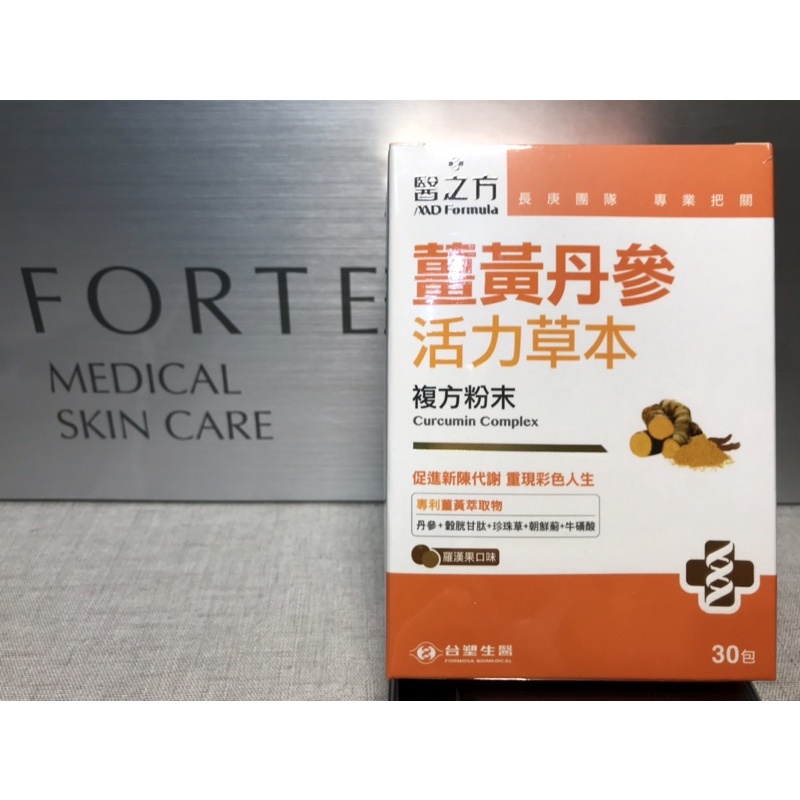 FORTE
MEDICAL
SKIN CARE
醫之方
MD Formula
長庚團隊 專業把關
薑黃丹參
活力草本
複方粉末
Curcumin Complex
促進新陳代謝 重現彩色人生
專利薑黃萃取物
丹參+穀胱甘肽+珍珠草+朝鮮薊+牛磺酸
羅漢果口味
台塑生醫
FORMOSA BIOMEDICAL
30包